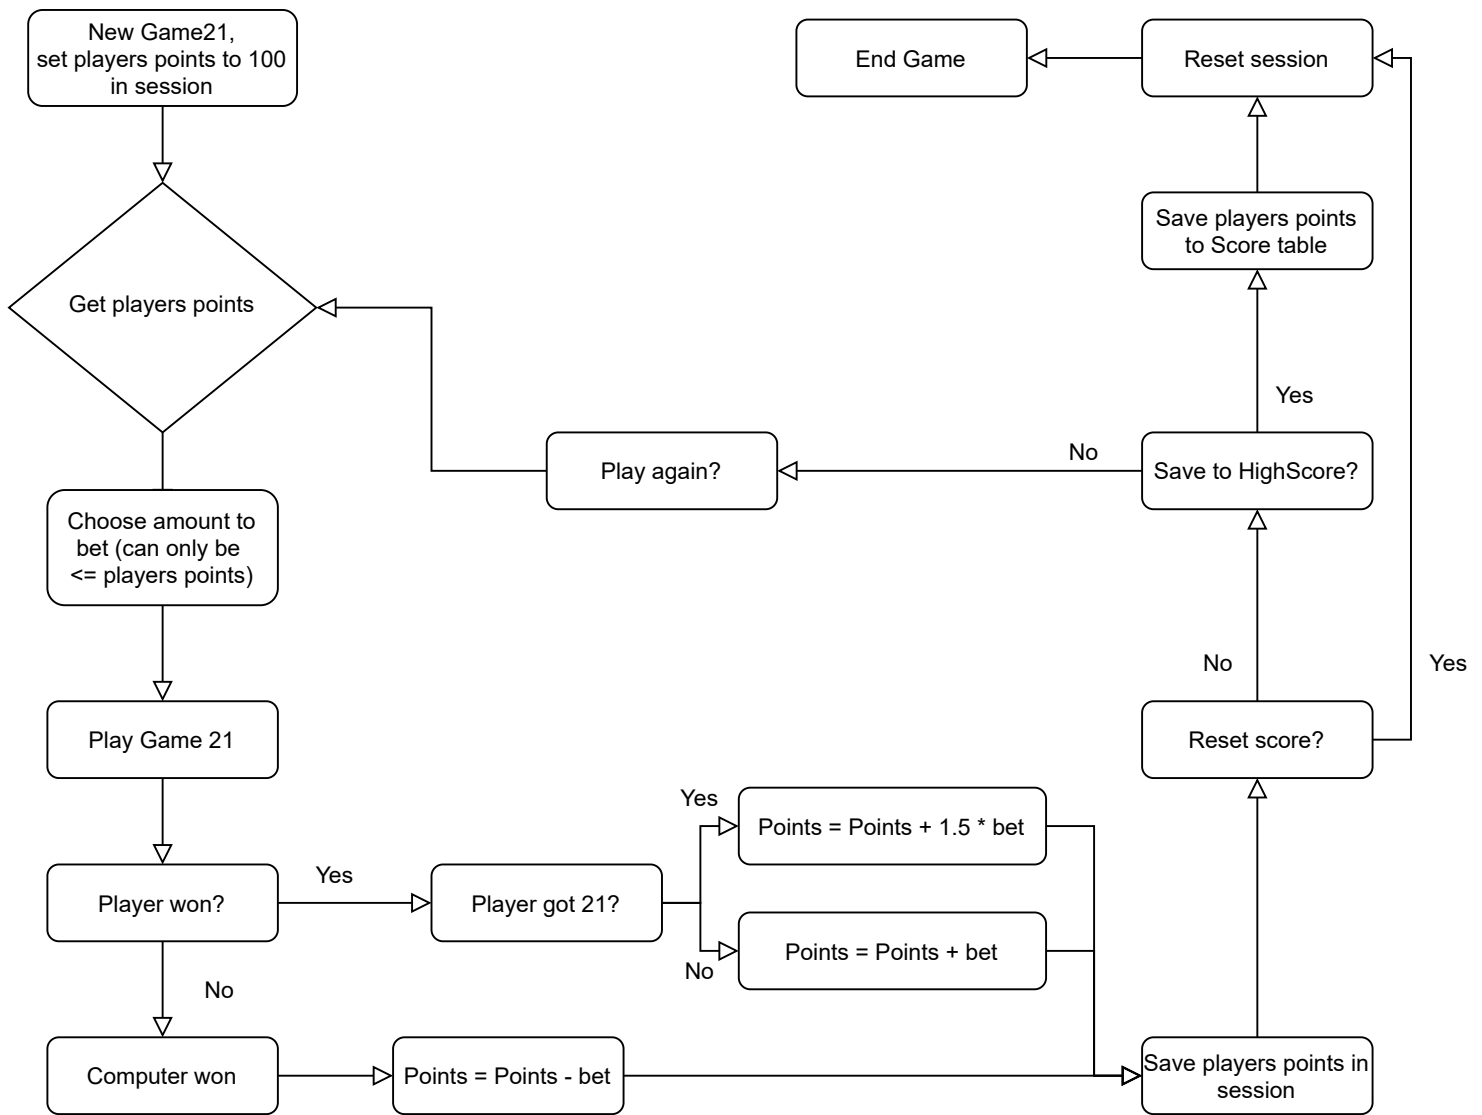 New Game21,
set players points to 100
in session
End Game
Reset session
Save players points
to Score table
Get players points
Yes
No
Play again?
Save to HighScore?
Choose amount to
bet (can only be
<= players points)
No
Yes
Play Game 21
Reset score?
Yes
Points = Points + 1.5 * bet
Yes
Player won?
Player got 21?
Points = Points + bet
No
No
Computer won
Points = Points - bet
Save players points in
session